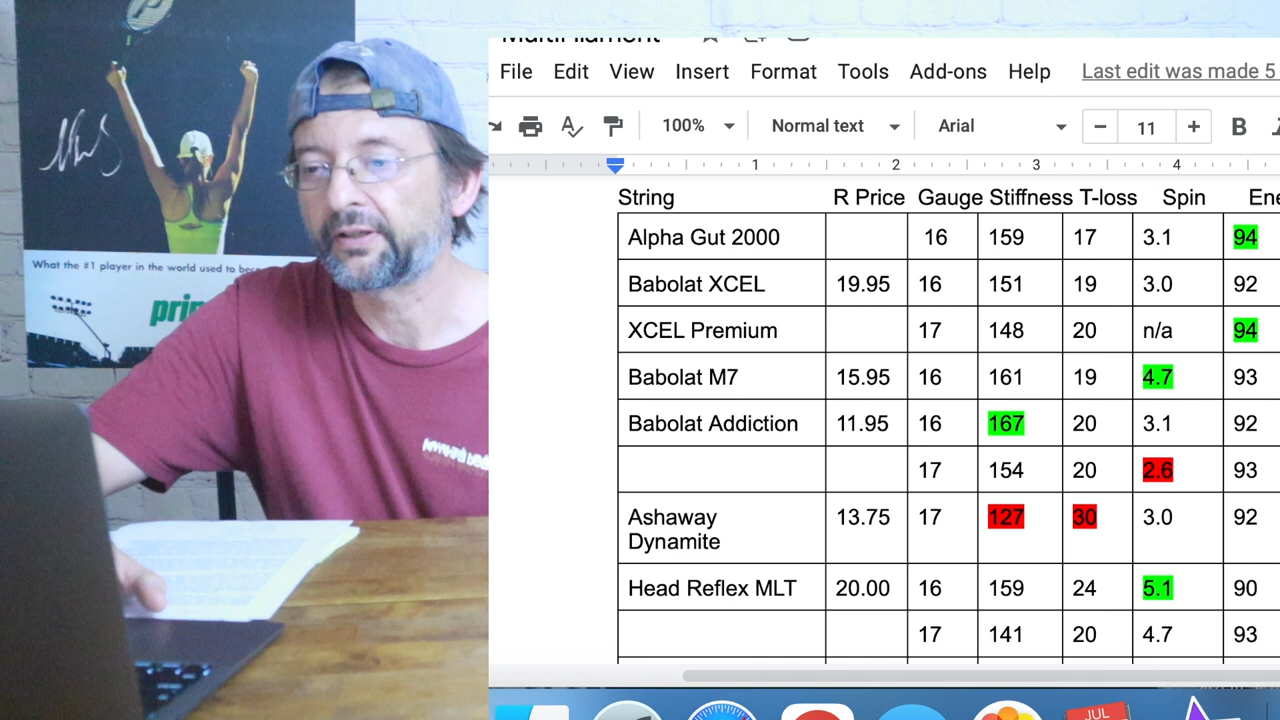 What the #1 player in the world used to
File Edit View Insert Format Tools Add-ons Help Last edit was made 5
100% Normal text Arial 11 B
1 2 3 4
String R Price Gauge Stiffness T-loss Spin
Alpha Gut 2000 16 159 17 3.1 94
Babolat XCEL 19.95 16 151 19 3.0 92
XCEL Premium 17 148 20 n/a 94
Babolat M7 15.95 16 161 19 4.7 93
Babolat Addiction 11.95 16 167 20 3.1 92
17 154 20 2.6 93
Ashaway Dynamite 13.75 17 127 30 3.0 92
Head Reflex MLT 20.00 16 159 24 5.1 90
17 141 20 4.7 93
JUL